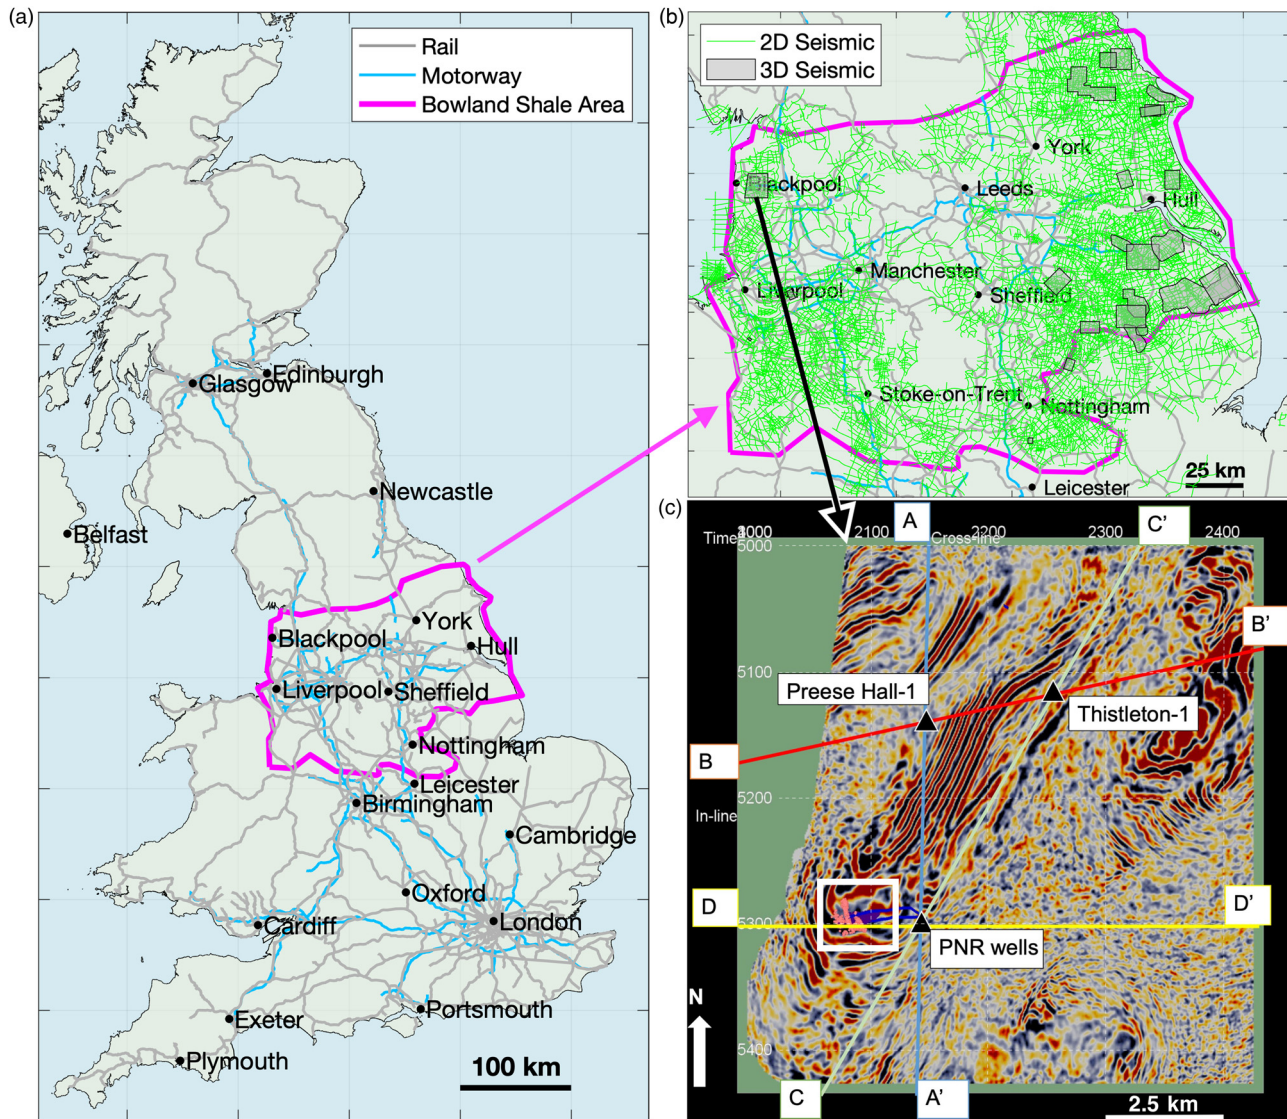 (a)
Rail
Motorway
Bowland Shale Area
Glasgow
Edinburgh
Newcastle
Belfast
Blackpool
York
Hull
Liverpool
Sheffield
Nottingham
Leicester
Birmingham
Cambridge
Oxford
London
Cardiff
Portsmouth
Exeter
Plymouth
100 km
(b)
2D Seismic
3D Seismic
York
Blackpool
Leeds
Hull
Manchester
Liverpool
Sheffield
Stoke-on-Trent
Nottingham
Leicester
25 km
(c)
Time
2100
A
Cross-line
2200
2300
C'
2400
5000
B'
5100
Preese Hall-1
Thistleton-1
B
5200
In-line
D
5300
D'
PNR wells
N
5400
C
A'
2.5 km